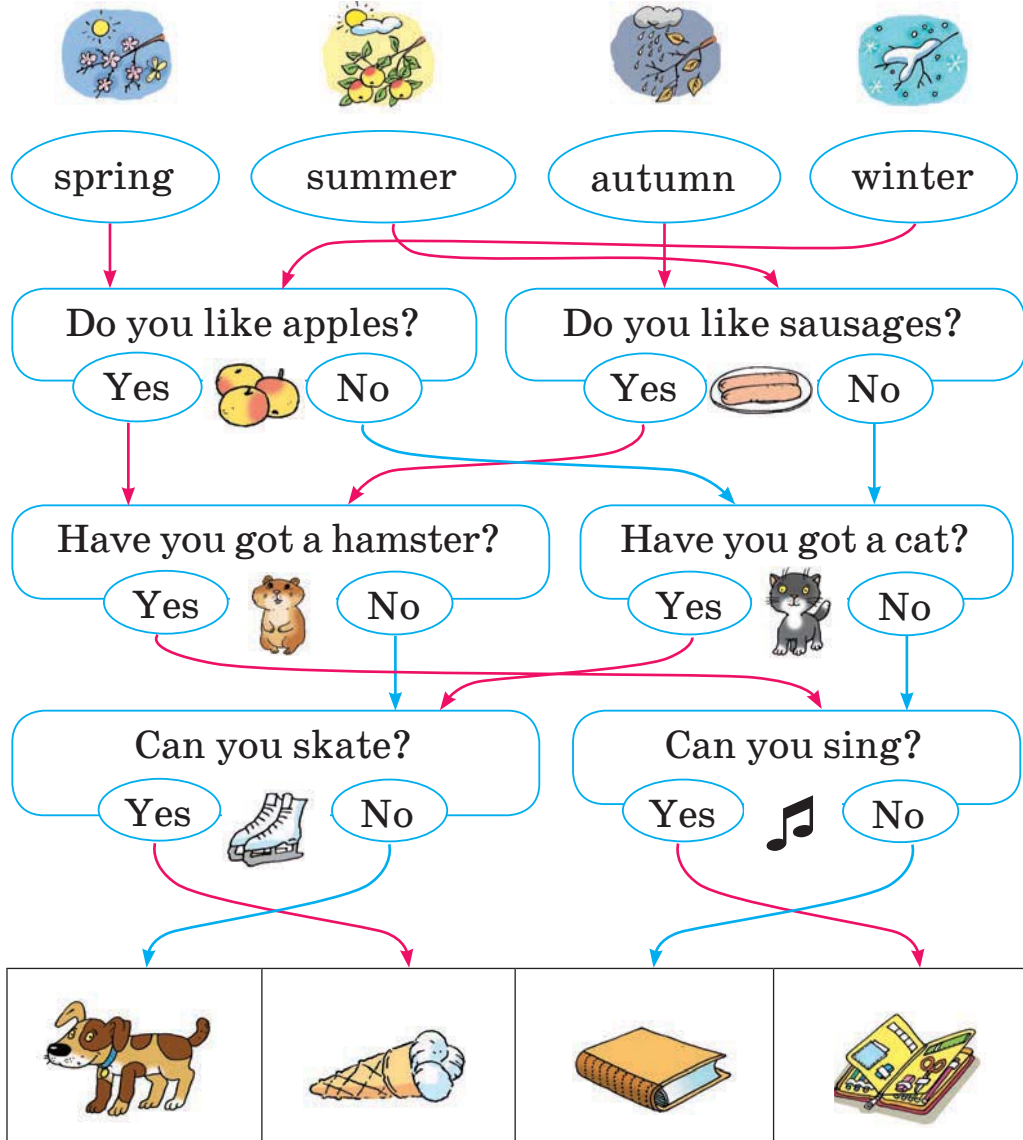 spring summer autumn winter
Do you like apples? Do you like sausages?
Yes No Yes No
Have you got a hamster? Have you got a cat?
Yes No Yes No
Can you skate? Can you sing?
Yes No Yes No